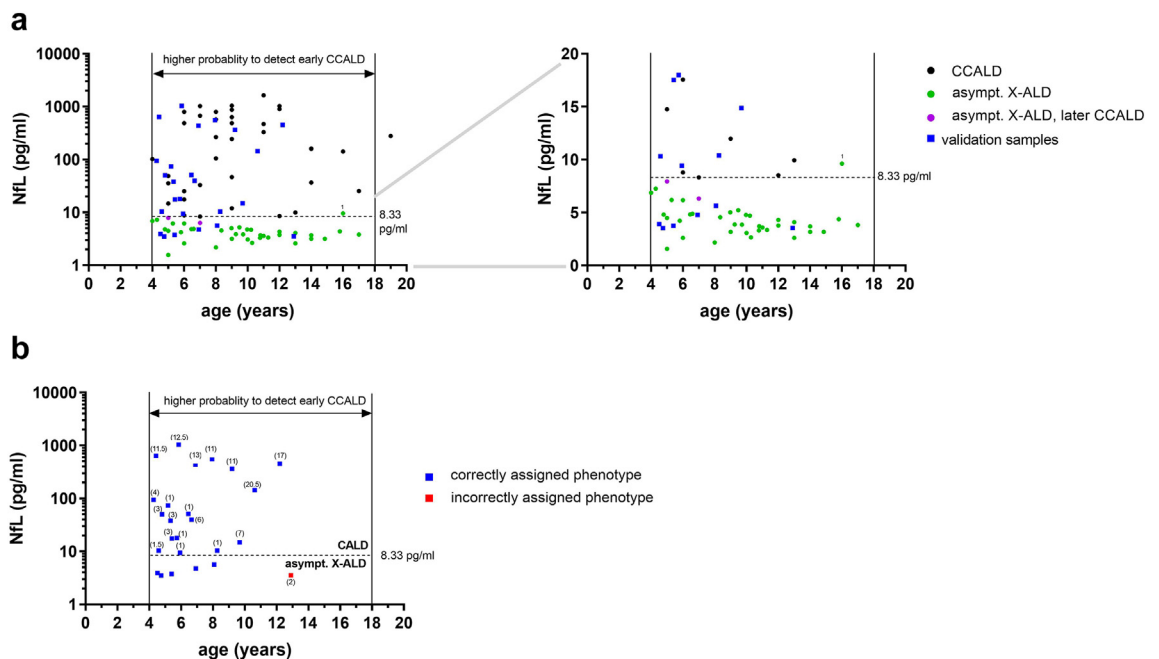 a
higher probablity to detect early CCALD
NfL (pg/ml)
10000
1000
100
10
1
8.33
pg/ml
1
0 2 4 6 8 10 12 14 16 18 20
age (years)
NfL (pg/ml)
20
15
10
5
0
1
8.33 pg/ml
0 2 4 6 8 10 12 14 16 18 20
age (years)
CCALD
asympt. X-ALD
asympt. X-ALD, later CCALD
validation samples
b
higher probablity to detect early CCALD
NfL (pg/ml)
10000
1000
100
10
1
(12.5)
(11.5) (13) (11) (11) (17)
(20.5)
(4) (1) (1)
(3) (3) (6)
(3) (1) (7)
(1.5) (1) (1)
CALD
8.33 pg/ml
asympt. X-ALD
(2)
0 2 4 6 8 10 12 14 16 18 20
age (years)
correctly assigned phenotype
incorrectly assigned phenotype